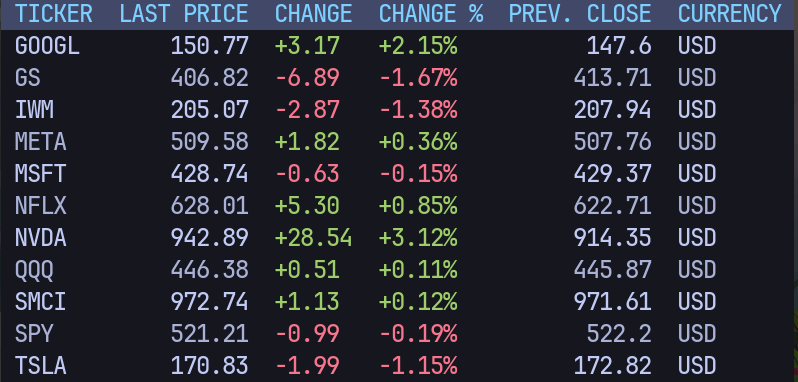 TICKER LAST PRICE CHANGE CHANGE % PREV. CLOSE CURRENCY
GOOGL 150.77 +3.17 +2.15% 147.6 USD
GS 406.82 -6.89 -1.67% 413.71 USD
IWM 205.07 -2.87 -1.38% 207.94 USD
META 509.58 +1.82 +0.36% 507.76 USD
MSFT 428.74 -0.63 -0.15% 429.37 USD
NFLX 628.01 +5.30 +0.85% 622.71 USD
NVDA 942.89 +28.54 +3.12% 914.35 USD
QQQ 446.38 +0.51 +0.11% 445.87 USD
SMCI 972.74 +1.13 +0.12% 971.61 USD
SPY 521.21 -0.99 -0.19% 522.2 USD
TSLA 170.83 -1.99 -1.15% 172.82 USD